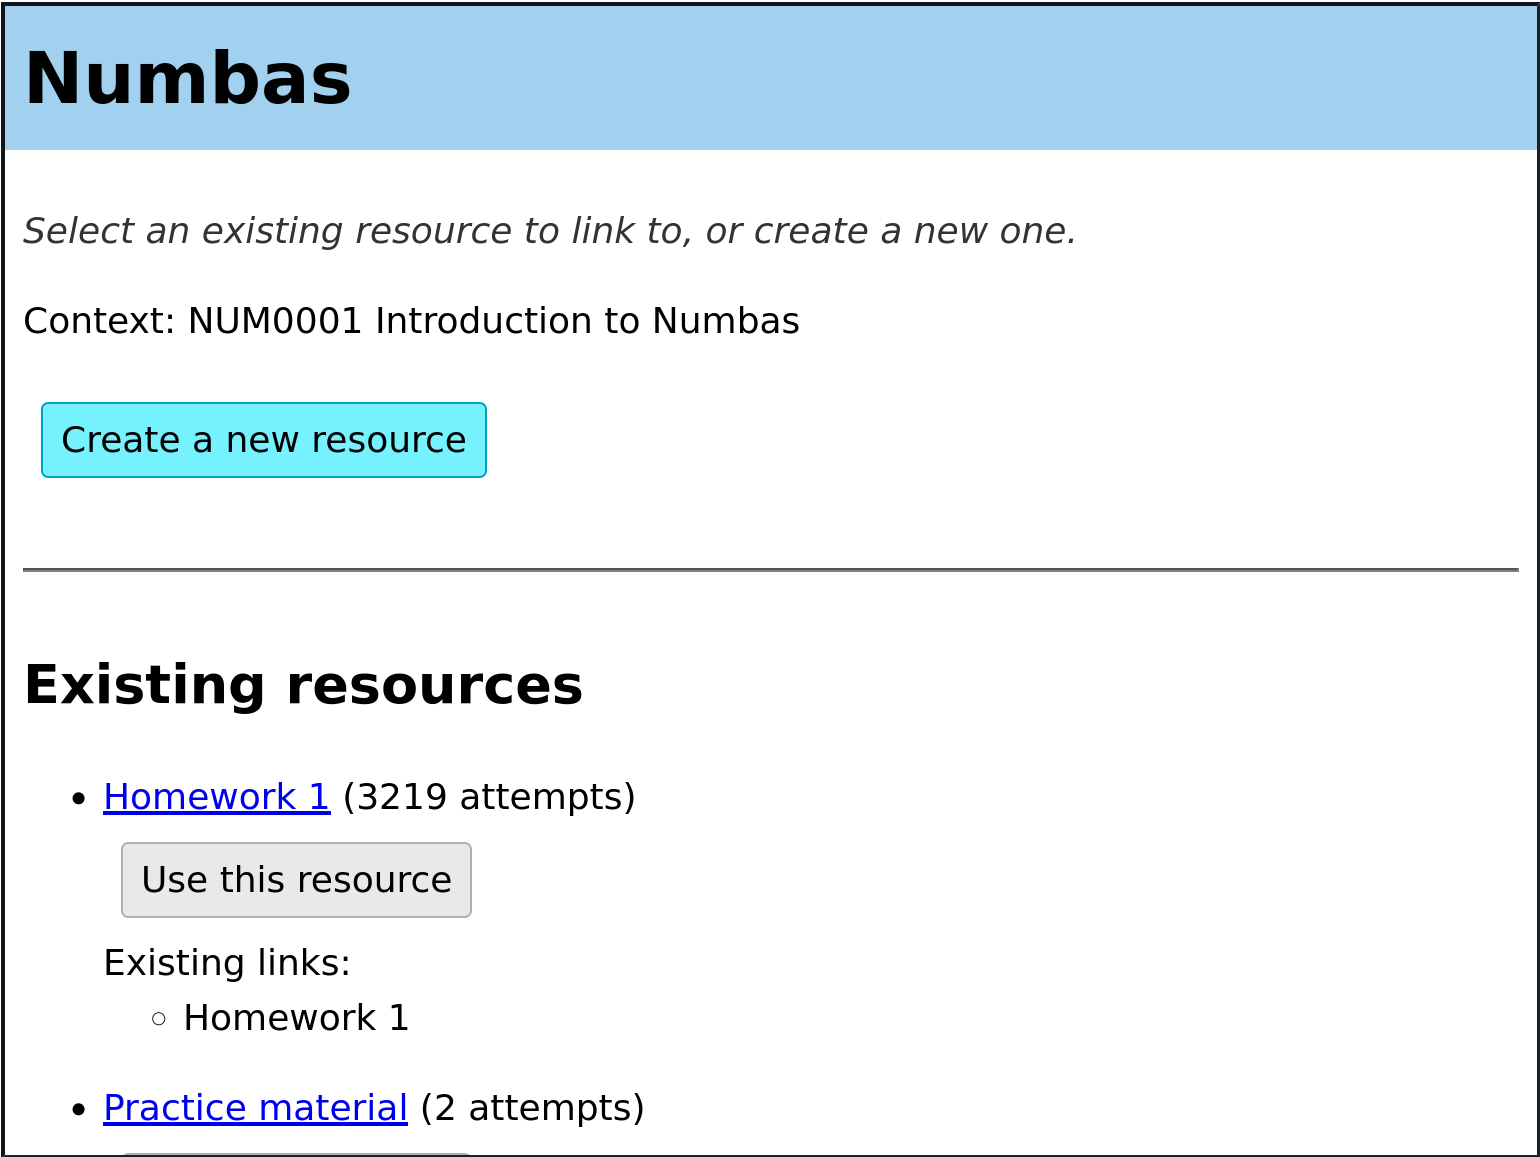 Numbas
Select an existing resource to link to, or create a new one.
Context: NUM0001 Introduction to Numbas
Create a new resource
Existing resources
Homework 1 (3219 attempts)
Use this resource
Existing links:
Homework 1
Practice material (2 attempts)